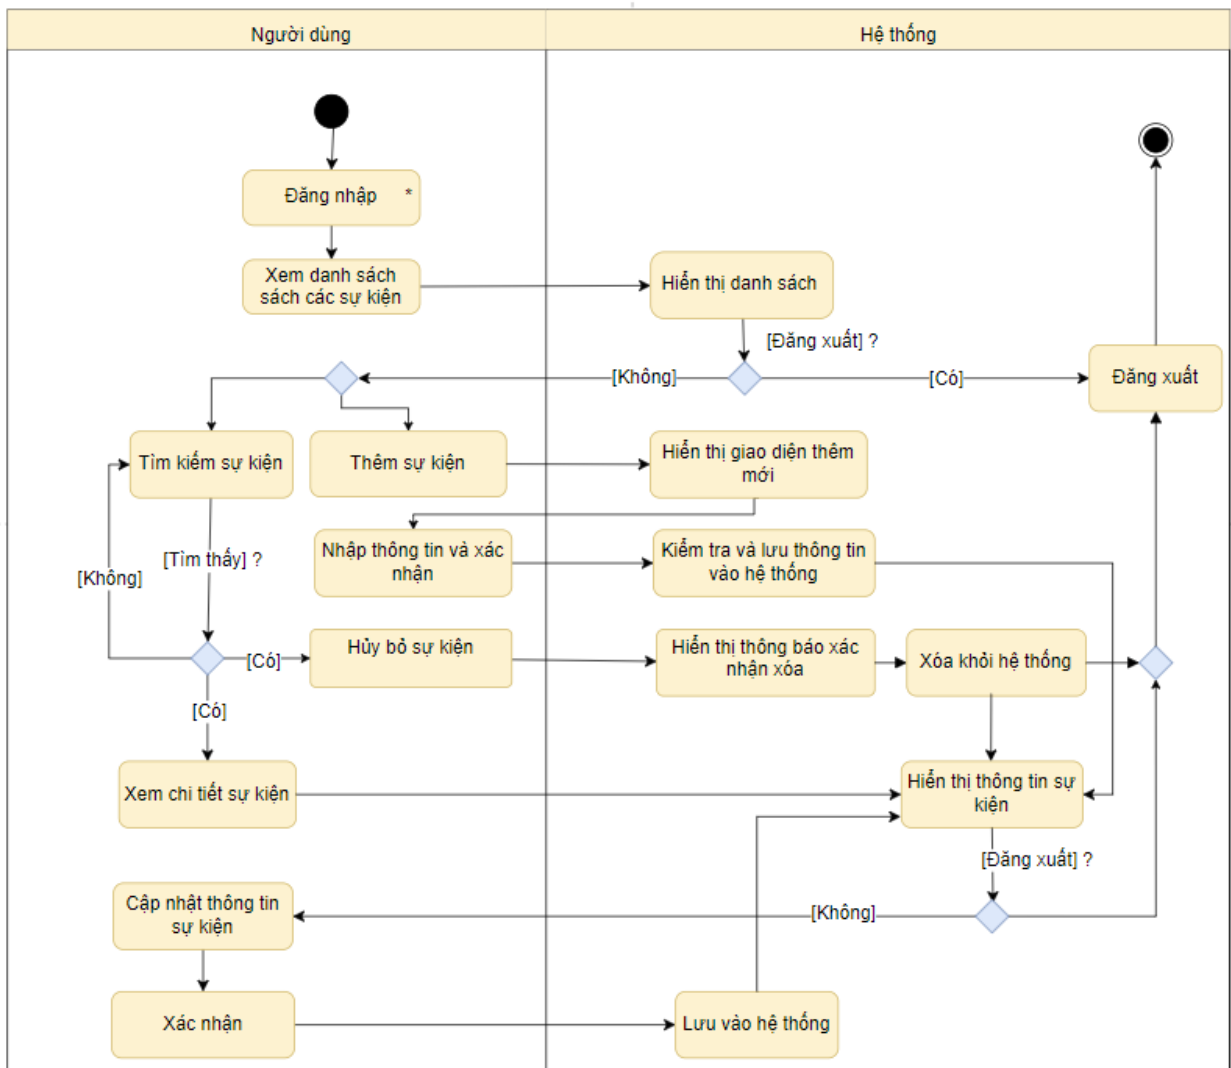 Người dùng
Hệ thống
Đăng nhập *
Xem danh sách
sách các sự kiện
Hiển thị danh sách
[Đăng xuất] ?
[Không]
[Có]
Đăng xuất
Tìm kiếm sự kiện
Thêm sự kiện
Hiển thị giao diện thêm
mới
[Tìm thấy] ?
[Không]
Nhập thông tin và xác
nhận
Kiểm tra và lưu thông tin
vào hệ thống
[Có]
Hủy bỏ sự kiện
Hiển thị thông báo xác
nhận xóa
Xóa khỏi hệ thống
[Có]
Xem chi tiết sự kiện
Hiển thị thông tin sự
kiện
[Đăng xuất] ?
[Không]
Cập nhật thông tin
sự kiện
Xác nhận
Lưu vào hệ thống